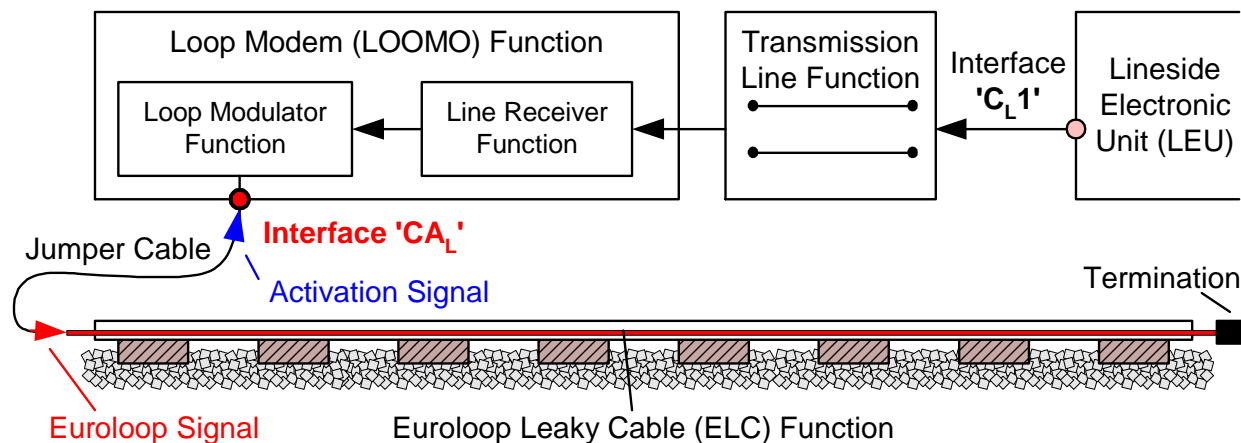 Loop Modem (LOOMO) Function
Loop Modulator
Function
Line Receiver
Function
Transmission
Line Function
Interface
'CL1'
Lineside
Electronic
Unit (LEU)
Interface 'CAL'
Jumper Cable
Activation Signal
Termination
Euroloop Signal
Euroloop Leaky Cable (ELC) Function